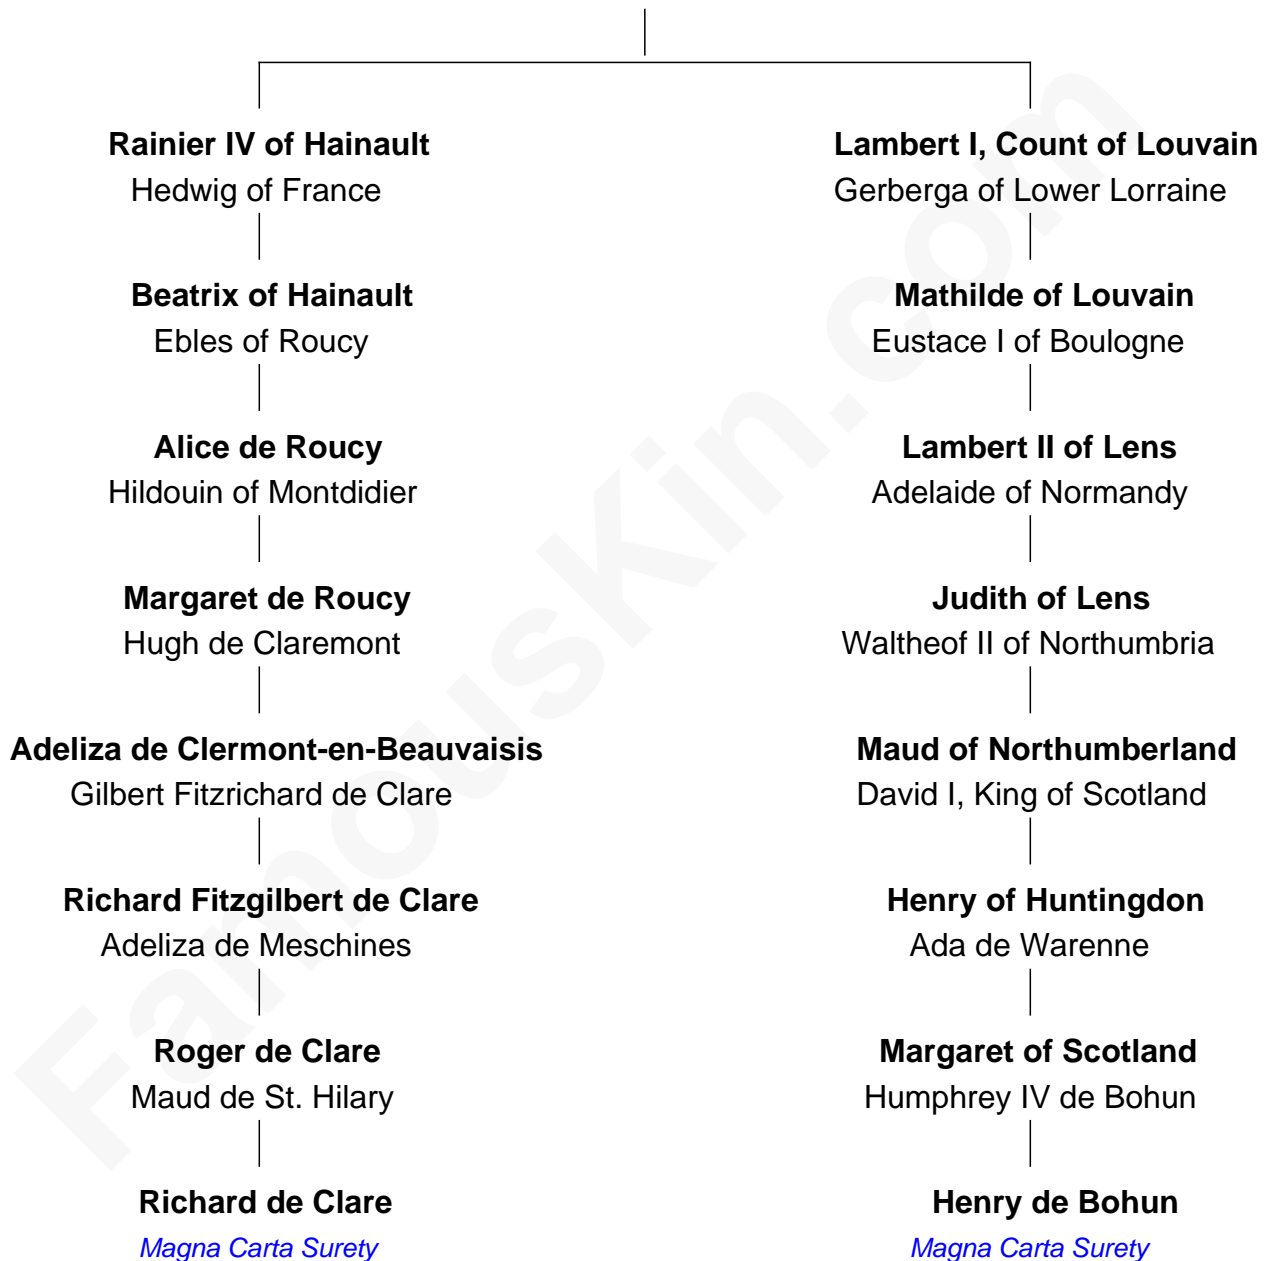 Rainier IV of Hainault
Hedwig of France
Beatrix of Hainault
Ebles of Roucy
Alice de Roucy
Hildouin of Montdidier
Margaret de Roucy
Hugh de Claremont
Adeliza de Clermont-en-Beauvaisis
Gilbert Fitzrichard de Clare
Richard Fitzgilbert de Clare
Adeliza de Meschines
Roger de Clare
Maud de St. Hilary
Richard de Clare
Magna Carta Surety
Lambert I, Count of Louvain
Gerberga of Lower Lorraine
Mathilde of Louvain
Eustace I of Boulogne
Lambert II of Lens
Adelaide of Normandy
Judith of Lens
Waltheof II of Northumbria
Maud of Northumberland
David I, King of Scotland
Henry of Huntingdon
Ada de Warenne
Margaret of Scotland
Humphrey IV de Bohun
Henry de Bohun
Magna Carta Surety
FamousKin.com